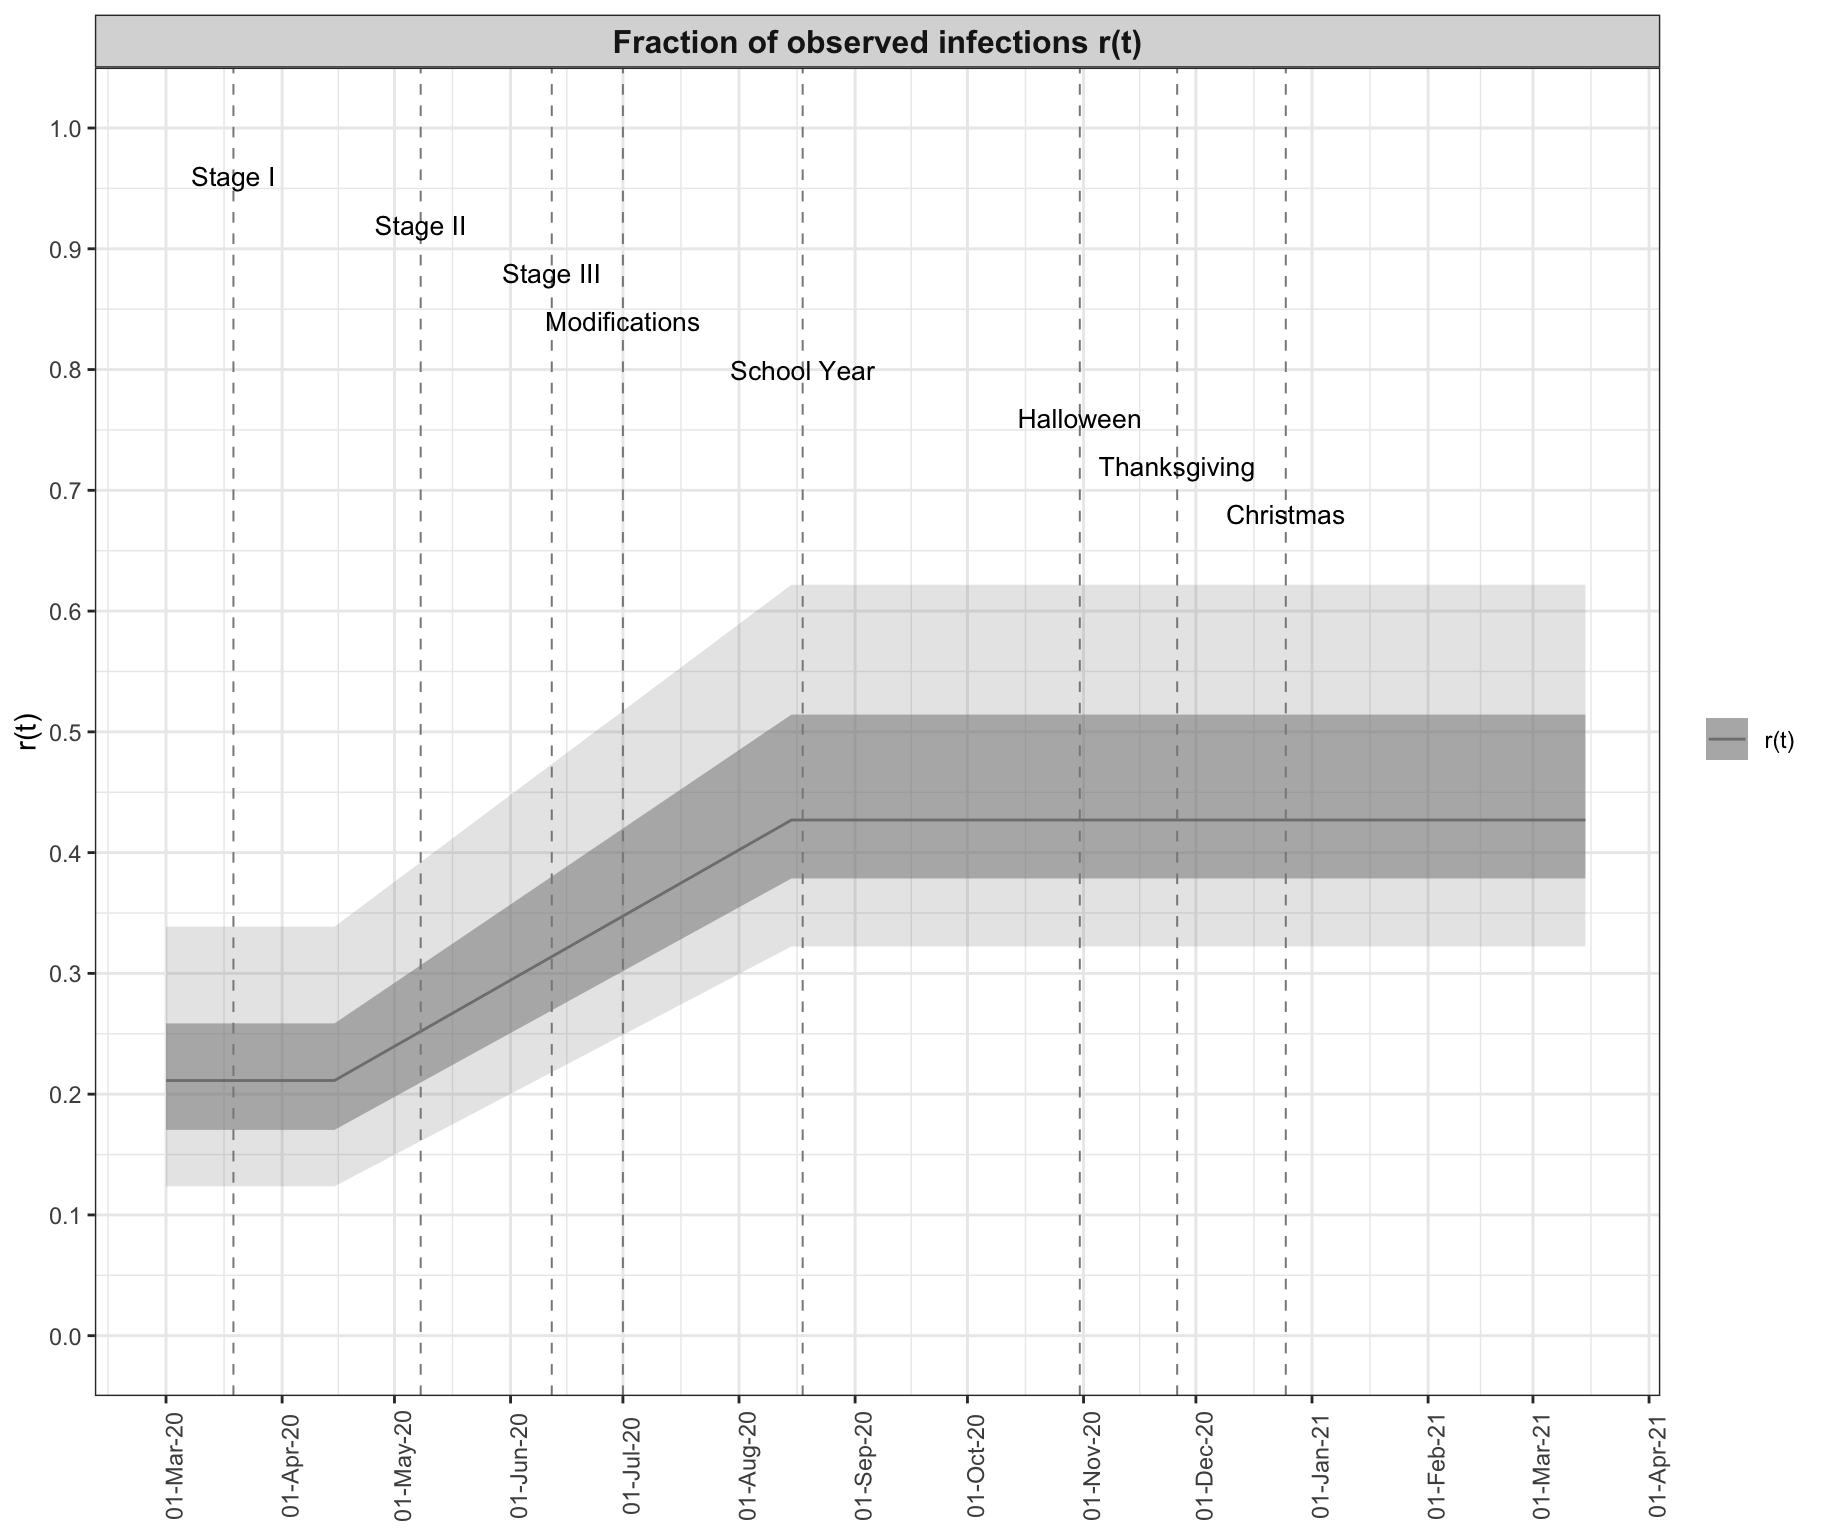 Fraction of observed infections r(t)
1.0
0.9
0.8
0.7
0.6
0.5
0.4
0.3
0.2
0.1
0.0
r(t)
Stage I
Stage II
Stage III
Modifications
School Year
Halloween
Thanksgiving
Christmas
r(t)
01-Mar-20
01-Apr-20
01-May-20
01-Jun-20
01-Jul-20
01-Aug-20
01-Sep-20
01-Oct-20
01-Nov-20
01-Dec-20
01-Jan-21
01-Feb-21
01-Mar-21
01-Apr-21